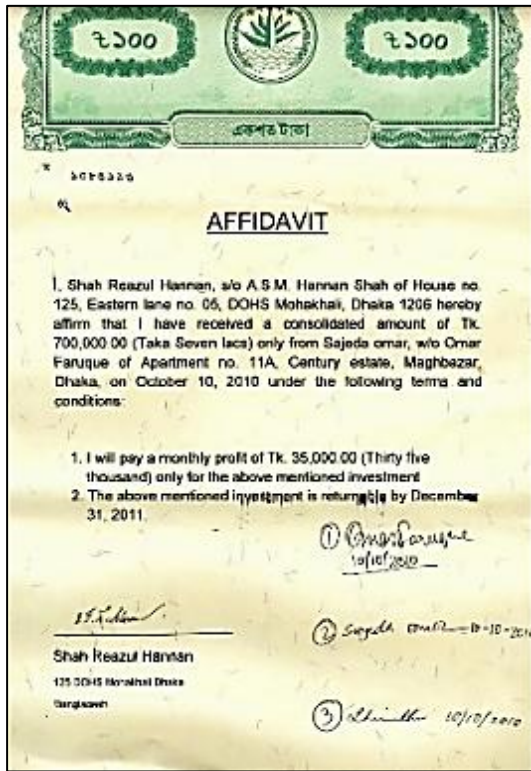 ৳১০০ ৳১০০
একশত টাকা
AFFIDAVIT
I, Shah Reazul Hannan, s/o A.S.M. Hannan Shah of House no.
125, Eastern lane no. 05, DOHS Mohakhali, Dhaka 1206 hereby
affirm that I have received a consolidated amount of Tk.
700,000.00 (Taka Seven lacs) only from Sajeda omar, w/o Omar
Faruque of Apartment no. 11A, Century estate, Maghbazar,
Dhaka, on October 10, 2010 under the following terms and
conditions:
1. I will pay a monthly profit of Tk. 35,000.00 (Thirty five
thousand) only for the above mentioned investment
2. The above mentioned investment is returnable by December
31, 2011.
① Omar Faruque
10/10/2010
② 10-10-2010
Shah Reazul Hannan
125 DOHS Mohakhali Dhaka
Bangladesh
③ 10/10/2010